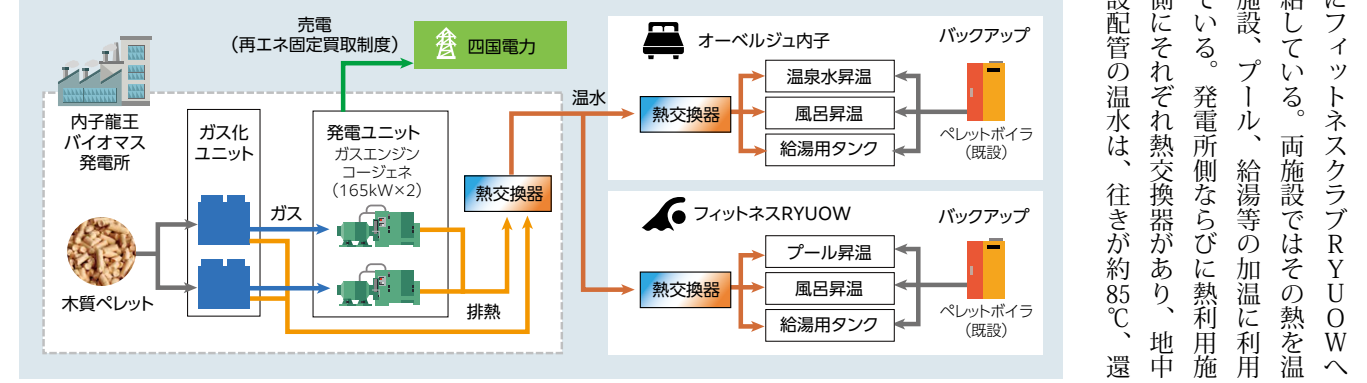 売電
(再エネ固定買取制度)
四国電力
内子龍王
バイオマス
発電所
ガス化
ユニット
発電ユニット
ガスエンジン
コージェネ
(165kW×2)
熱交換器
ガス
木質ペレット
排熱
温水
オーベルジュ内子
バックアップ
熱交換器
温泉水昇温
風呂昇温
給湯用タンク
ペレットボイラ
(既設)
フィットネスRYUOW
バックアップ
熱交換器
プール昇温
風呂昇温
給湯用タンク
ペレットボイラ
(既設)
にフィットネスクラブRYUOWへ
結している。両施設ではその熱を温
施設、プール、給湯等の加温に利用
ている。発電所側ならびに熱利用施
側にそれぞれ熱交換器があり、地中
設配管の温水は、往きが約85℃、還